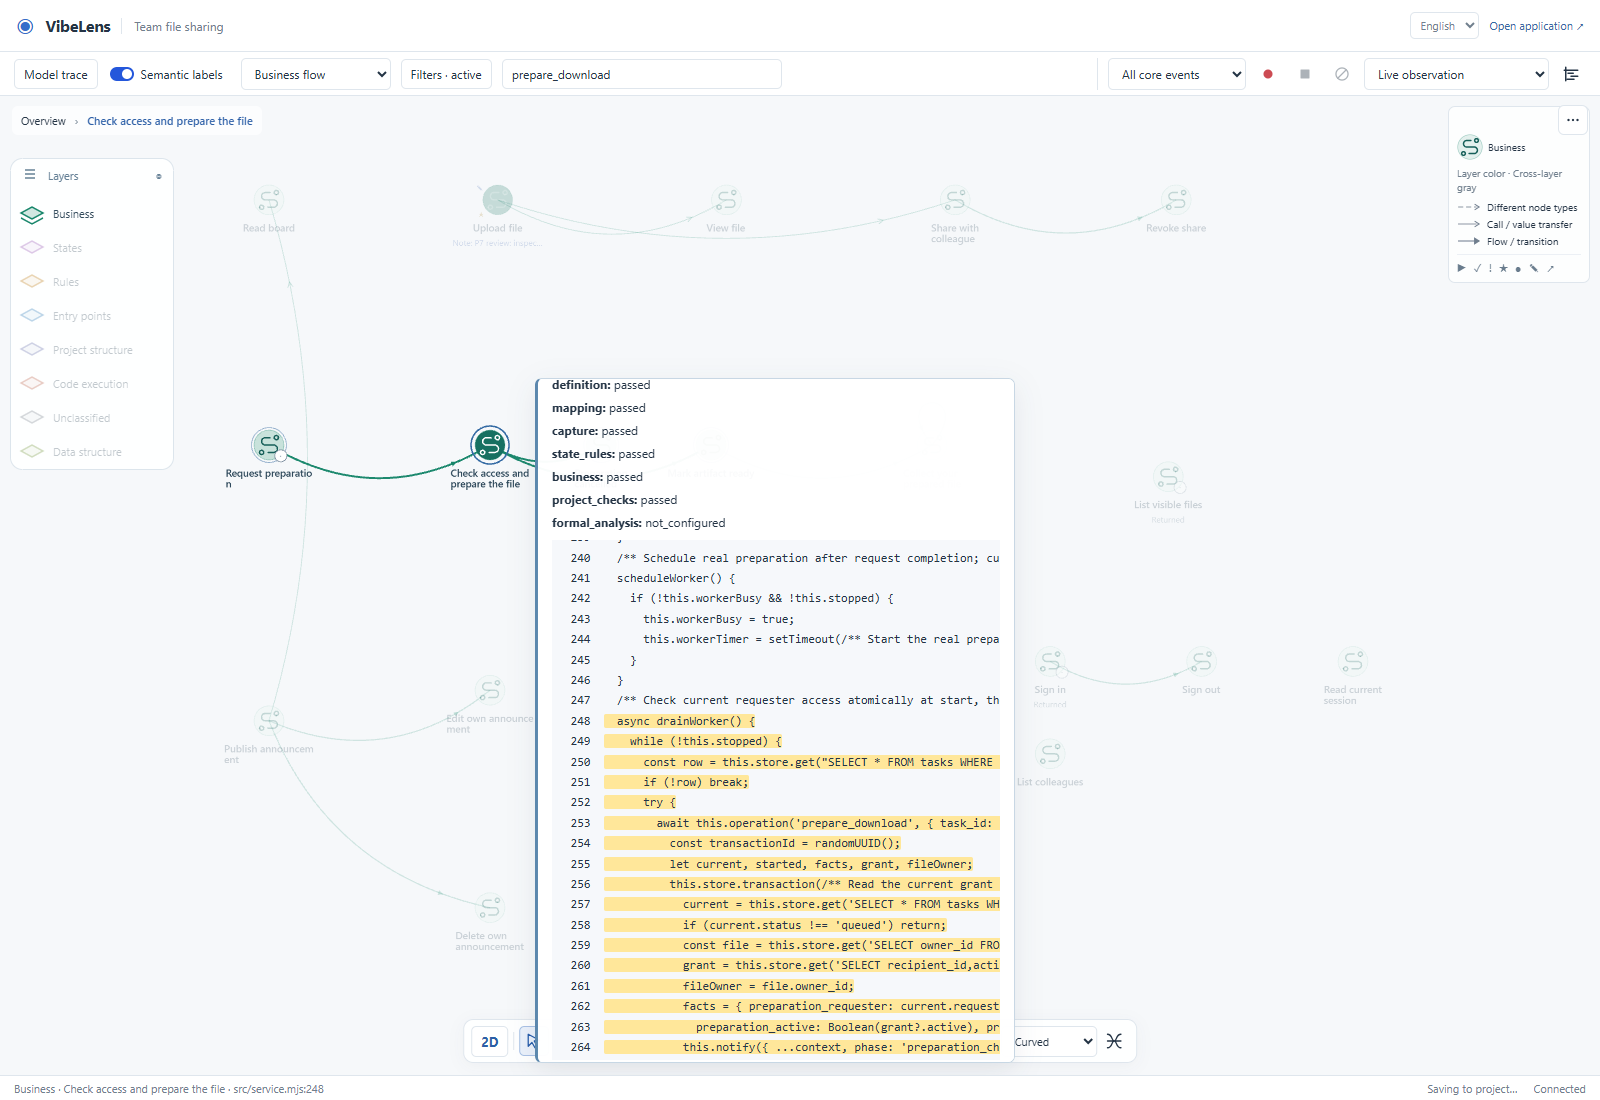 VibeLens
Team file sharing
English
Open application ↗
Model trace
Semantic labels
Business flow
Filters · active
prepare_download
All core events
Live observation
Overview › Check access and prepare the file
Layers
Business
States
Rules
Entry points
Project structure
Code execution
Unclassified
Data structure
Business
Layer color · Cross-layer
gray
Different node types
Call / value transfer
Flow / transition
Read board
Upload file
View file
Share with
colleague
Revoke share
Request preparatio
n
Check access and
prepare the file
List visible files
Returned
Sign in
Returned
Sign out
Read current
session
List colleagues
Edit own announce
ment
Publish announcem
ent
Delete own
announcement
definition: passed
mapping: passed
capture: passed
state_rules: passed
business: passed
project_checks: passed
formal_analysis: not_configured
240 /** Schedule real preparation after request completion; cu
241 scheduleWorker() {
242 if (!this.workerBusy && !this.stopped) {
243 this.workerBusy = true;
244 this.workerTimer = setTimeout(/** Start the real prepa
245 }
246 }
247 /** Check current requester access atomically at start, th
248 async drainWorker() {
249 while (!this.stopped) {
250 const row = this.store.get("SELECT * FROM tasks WHERE
251 if (!row) break;
252 try {
253 await this.operation('prepare_download', { task_id:
254 const transactionId = randomUUID();
255 let current, started, facts, grant, fileOwner;
256 this.store.transaction(/** Read the current grant
257 current = this.store.get('SELECT * FROM tasks WH
258 if (current.status !== 'queued') return;
259 const file = this.store.get('SELECT owner_id FRO
260 grant = this.store.get('SELECT recipient_id,acti
261 fileOwner = file.owner_id;
262 facts = { preparation_requester: current.request
263 preparation_active: Boolean(grant?.active), pr
264 this.notify({ ...context, phase: 'preparation_ch
2D
Curved
Business · Check access and prepare the file · src/service.mjs:248
Saving to project...
Connected